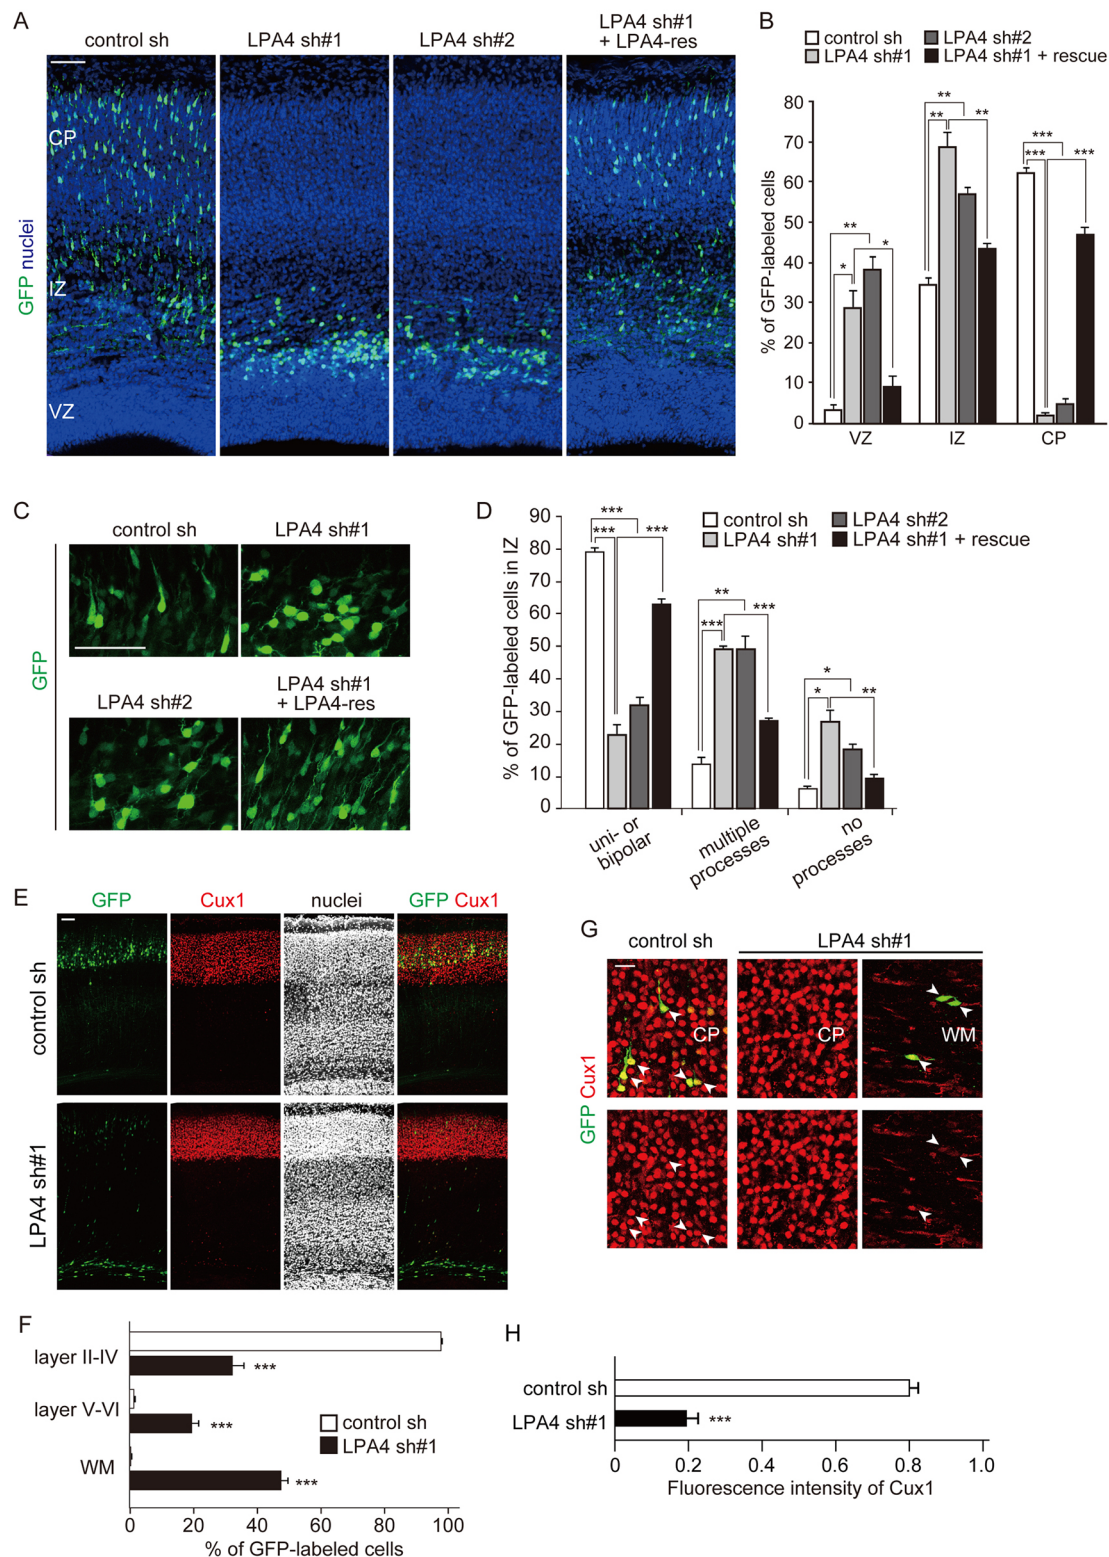 A
control sh
LPA4 sh#1
LPA4 sh#2
LPA4 sh#1
+ LPA4-res
GFP nuclei
CP
IZ
VZ
B
control sh
LPA4 sh#1
LPA4 sh#2
LPA4 sh#1 + rescue
% of GFP-labeled cells
80
70
60
50
40
30
20
10
0
**
*
*
**
**
**
***
***
***
VZ
IZ
CP
C
control sh
LPA4 sh#1
GFP
LPA4 sh#2
LPA4 sh#1
+ LPA4-res
D
control sh
LPA4 sh#1
LPA4 sh#2
LPA4 sh#1 + rescue
% of GFP-labeled cells in IZ
90
80
70
60
50
40
30
20
10
0
***
***
***
**
***
***
*
*
**
uni- or
bipolar
multiple
processes
no
processes
E
GFP
Cux1
nuclei
GFP Cux1
control sh
LPA4 sh#1
G
control sh
LPA4 sh#1
GFP Cux1
CP
CP
WM
F
layer II-IV
***
layer V-VI
***
WM
***
control sh
LPA4 sh#1
0
20
40
60
80
100
% of GFP-labeled cells
H
control sh
LPA4 sh#1
***
0
0.2
0.4
0.6
0.8
1.0
Fluorescence intensity of Cux1